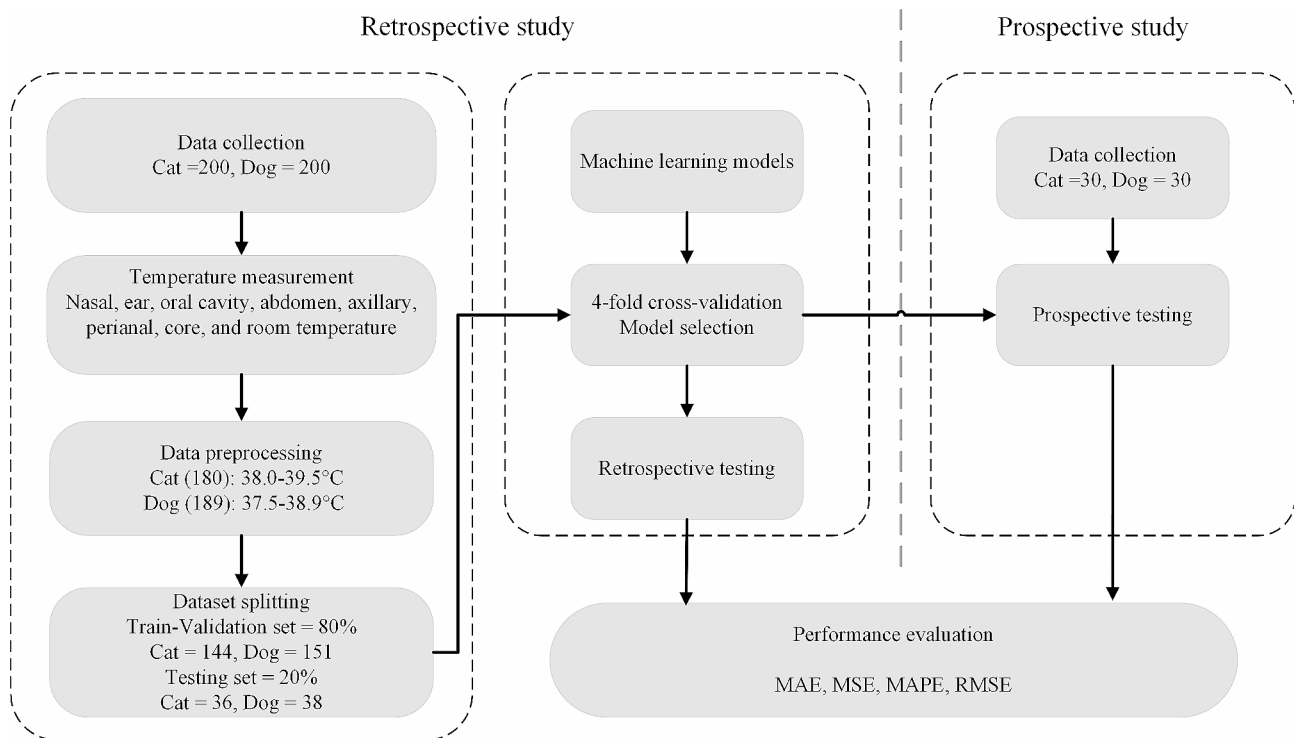 Retrospective study
Prospective study
Data collection
Cat =200, Dog = 200
Temperature measurement
Nasal, ear, oral cavity, abdomen, axillary,
perianal, core, and room temperature
Data preprocessing
Cat (180): 38.0-39.5°C
Dog (189): 37.5-38.9°C
Dataset splitting
Train-Validation set = 80%
Cat = 144, Dog = 151
Testing set = 20%
Cat = 36, Dog = 38
Machine learning models
4-fold cross-validation
Model selection
Retrospective testing
Data collection
Cat =30, Dog = 30
Prospective testing
Performance evaluation
MAE, MSE, MAPE, RMSE